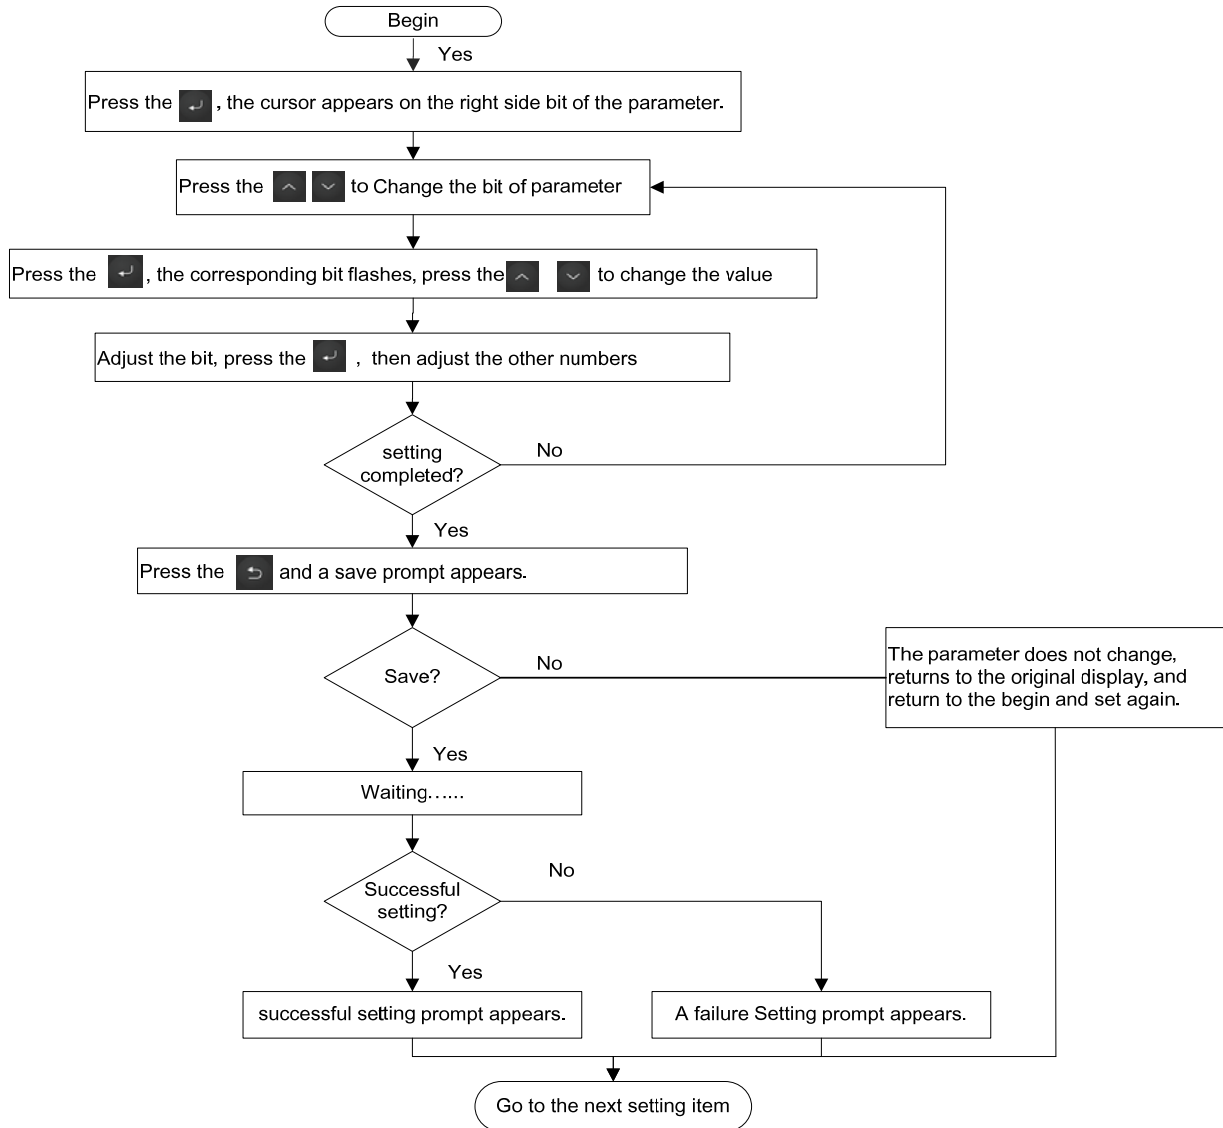 Begin
Yes
Press the , the cursor appears on the right side bit of the parameter.
Press the to Change the bit of parameter
Press the , the corresponding bit flashes, press the to change the value
Adjust the bit, press the , then adjust the other numbers
setting
completed?
No
Yes
Press the and a save prompt appears.
Save?
No
The parameter does not change,
returns to the original display, and
return to the begin and set again.
Yes
Waiting……
Successful
setting?
No
Yes
successful setting prompt appears.
A failure Setting prompt appears.
Go to the next setting item